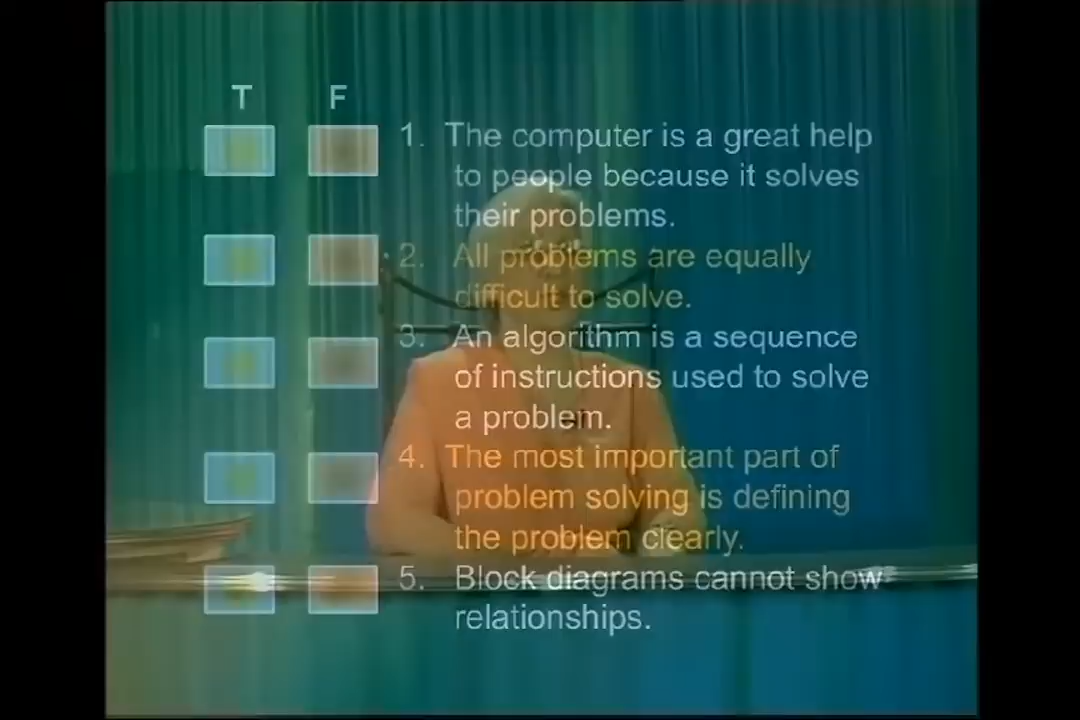 T F
1. The computer is a great help
to people because it solves
their problems.
2. All problems are equally
difficult to solve.
3. An algorithm is a sequence
of instructions used to solve
a problem.
4. The most important part of
problem solving is defining
the problem clearly.
5. Block diagrams cannot show
relationships.